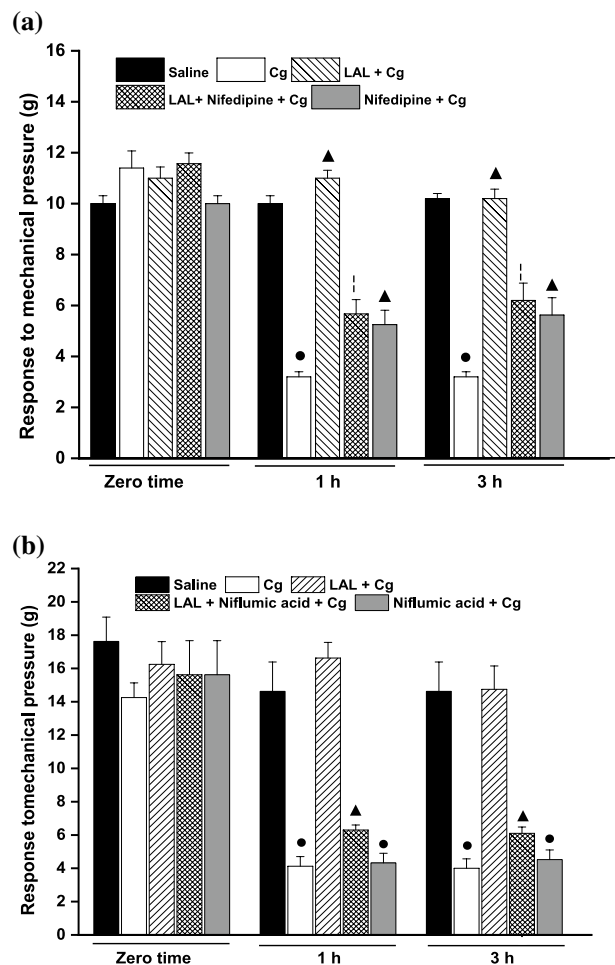 (a)
16
14
12
10
8
6
4
2
0
Response to mechanical pressure (g)
Saline Cg LAL + Cg
LAL+ Nifedipine + Cg Nifedipine + Cg
Zero time 1 h 3 h
(b)
22
20
18
16
14
12
10
8
6
4
2
0
Response tomechanical pressure (g)
Saline Cg LAL + Cg
LAL + Niflumic acid + Cg Niflumic acid + Cg
Zero time 1 h 3 h